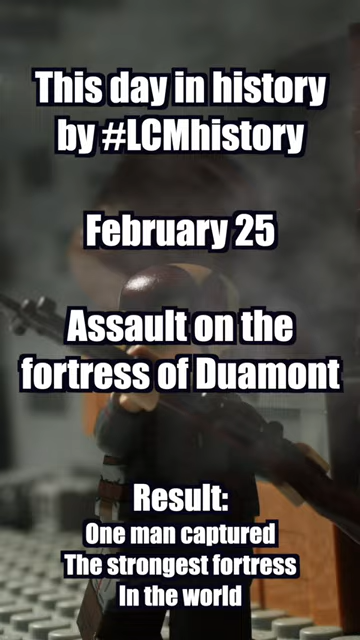 This day in history
by #LCMhistory
February 25
Assault on the
fortress of Duamont
Result:
One man captured
The strongest fortress
In the world